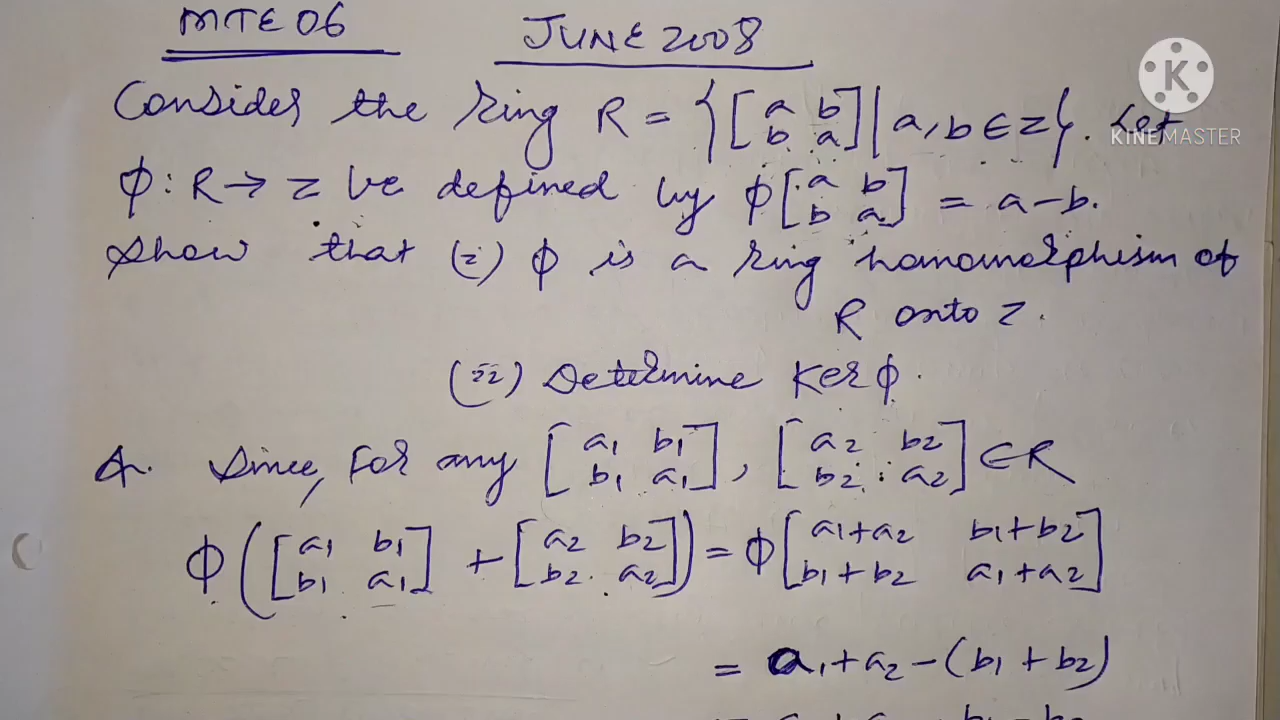 MTE 06 JUNE 2008
Consider the ring R = { [ a b ; b a ] | a, b ∈ z }. Let
φ : R → z be defined by φ [ a b ; b a ] = a - b.
Show that (i) φ is a ring homomorphism of
R onto z.
(ii) Determine Ker φ.
A. Since, for any [ a1 b1 ; b1 a1 ], [ a2 b2 ; b2 a2 ] ∈ R
φ ( [ a1 b1 ; b1 a1 ] + [ a2 b2 ; b2 a2 ] ) = φ [ a1+a2 b1+b2 ; b1+b2 a1+a2 ]
= a1 + a2 - (b1 + b2)
K
KINEMASTER